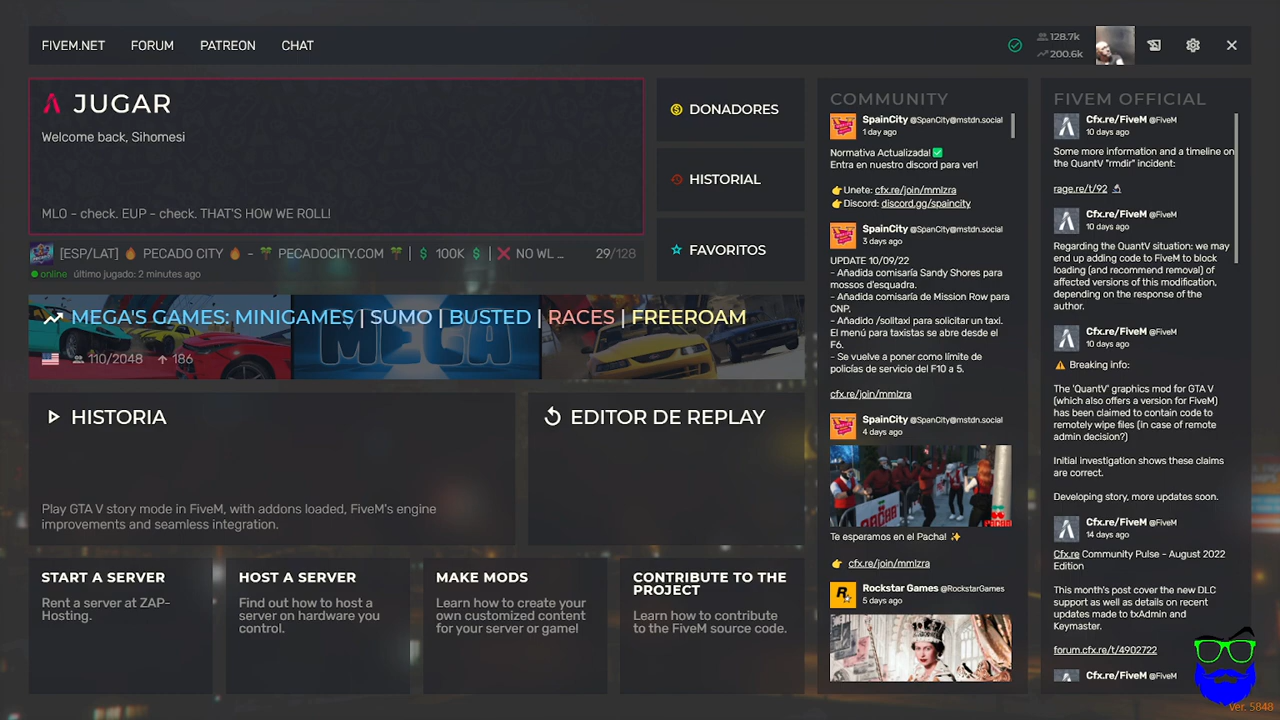 FIVEM.NET FORUM PATREON CHAT
128.7k
200.6k
JUGAR
Welcome back, Sihomesi
MLO - check. EUP - check. THAT'S HOW WE ROLL!
[ESP/LAT] 🔥 PECADO CITY 🔥 - 🌴 PECADOCITY.COM 🌴 | 💲 100K 💲 | ❌ NO WL ... 29/128
online último jugado: 2 minutes ago
DONADORES
HISTORIAL
FAVORITOS
MEGA'S GAMES: MINIGAMES | SUMO | BUSTED | RACES | FREEROAM
MEGA
110/2048 186
HISTORIA
Play GTA V story mode in FiveM, with addons loaded, FiveM's engine
improvements and seamless integration.
EDITOR DE REPLAY
START A SERVER
Rent a server at ZAP-
Hosting.
HOST A SERVER
Find out how to host a
server on hardware you
control.
MAKE MODS
Learn how to create your
own customized content
for your server or game!
CONTRIBUTE TO THE
PROJECT
Learn how to contribute
to the FiveM source code.
COMMUNITY
SpainCity @SpanCity@mstdn.social
1 day ago
Normativa Actualizada! ✅
Entra en nuestro discord para ver!
👉 Unete: cfx.re/join/mmlzra
👉 Discord: discord.gg/spaincity
SpainCity @SpanCity@mstdn.social
3 days ago
UPDATE 10/09/22
- Añadida comisaría Sandy Shores para
mossos d'esquadra.
- Añadida comisaría de Mission Row para
CNP.
- Añadido /solitaxi para solicitar un taxi.
El menú para taxistas se abre desde el
F6.
- Se vuelve a poner como límite de
policías de servicio del F10 a 5.
cfx.re/join/mmlzra
SpainCity @SpanCity@mstdn.social
4 days ago
PACHA
Te esperamos en el Pacha! ✨
👉 cfx.re/join/mmlzra
Rockstar Games @RockstarGames
5 days ago
FIVEM OFFICIAL
Cfx.re/FiveM @FiveM
10 days ago
Some more information and a timeline on
the QuantV "rmdir" incident:
rage.re/t/92
Cfx.re/FiveM @FiveM
10 days ago
Regarding the QuantV situation: we may
end up adding code to FiveM to block
loading (and recommend removal) of
affected versions of this modification,
depending on the response of the
author.
Cfx.re/FiveM @FiveM
10 days ago
⚠ Breaking info:
The 'QuantV' graphics mod for GTA V
(which also offers a version for FiveM)
has been claimed to contain code to
remotely wipe files (in case of remote
admin decision?)
Initial investigation shows these claims
are correct.
Developing story, more updates soon.
Cfx.re/FiveM @FiveM
14 days ago
Cfx.re Community Pulse - August 2022
Edition
This month's post cover the new DLC
support as well as details on recent
updates made to txAdmin and
Keymaster.
forum.cfx.re/t/4902722
Cfx.re/FiveM @FiveM
ver. 5848